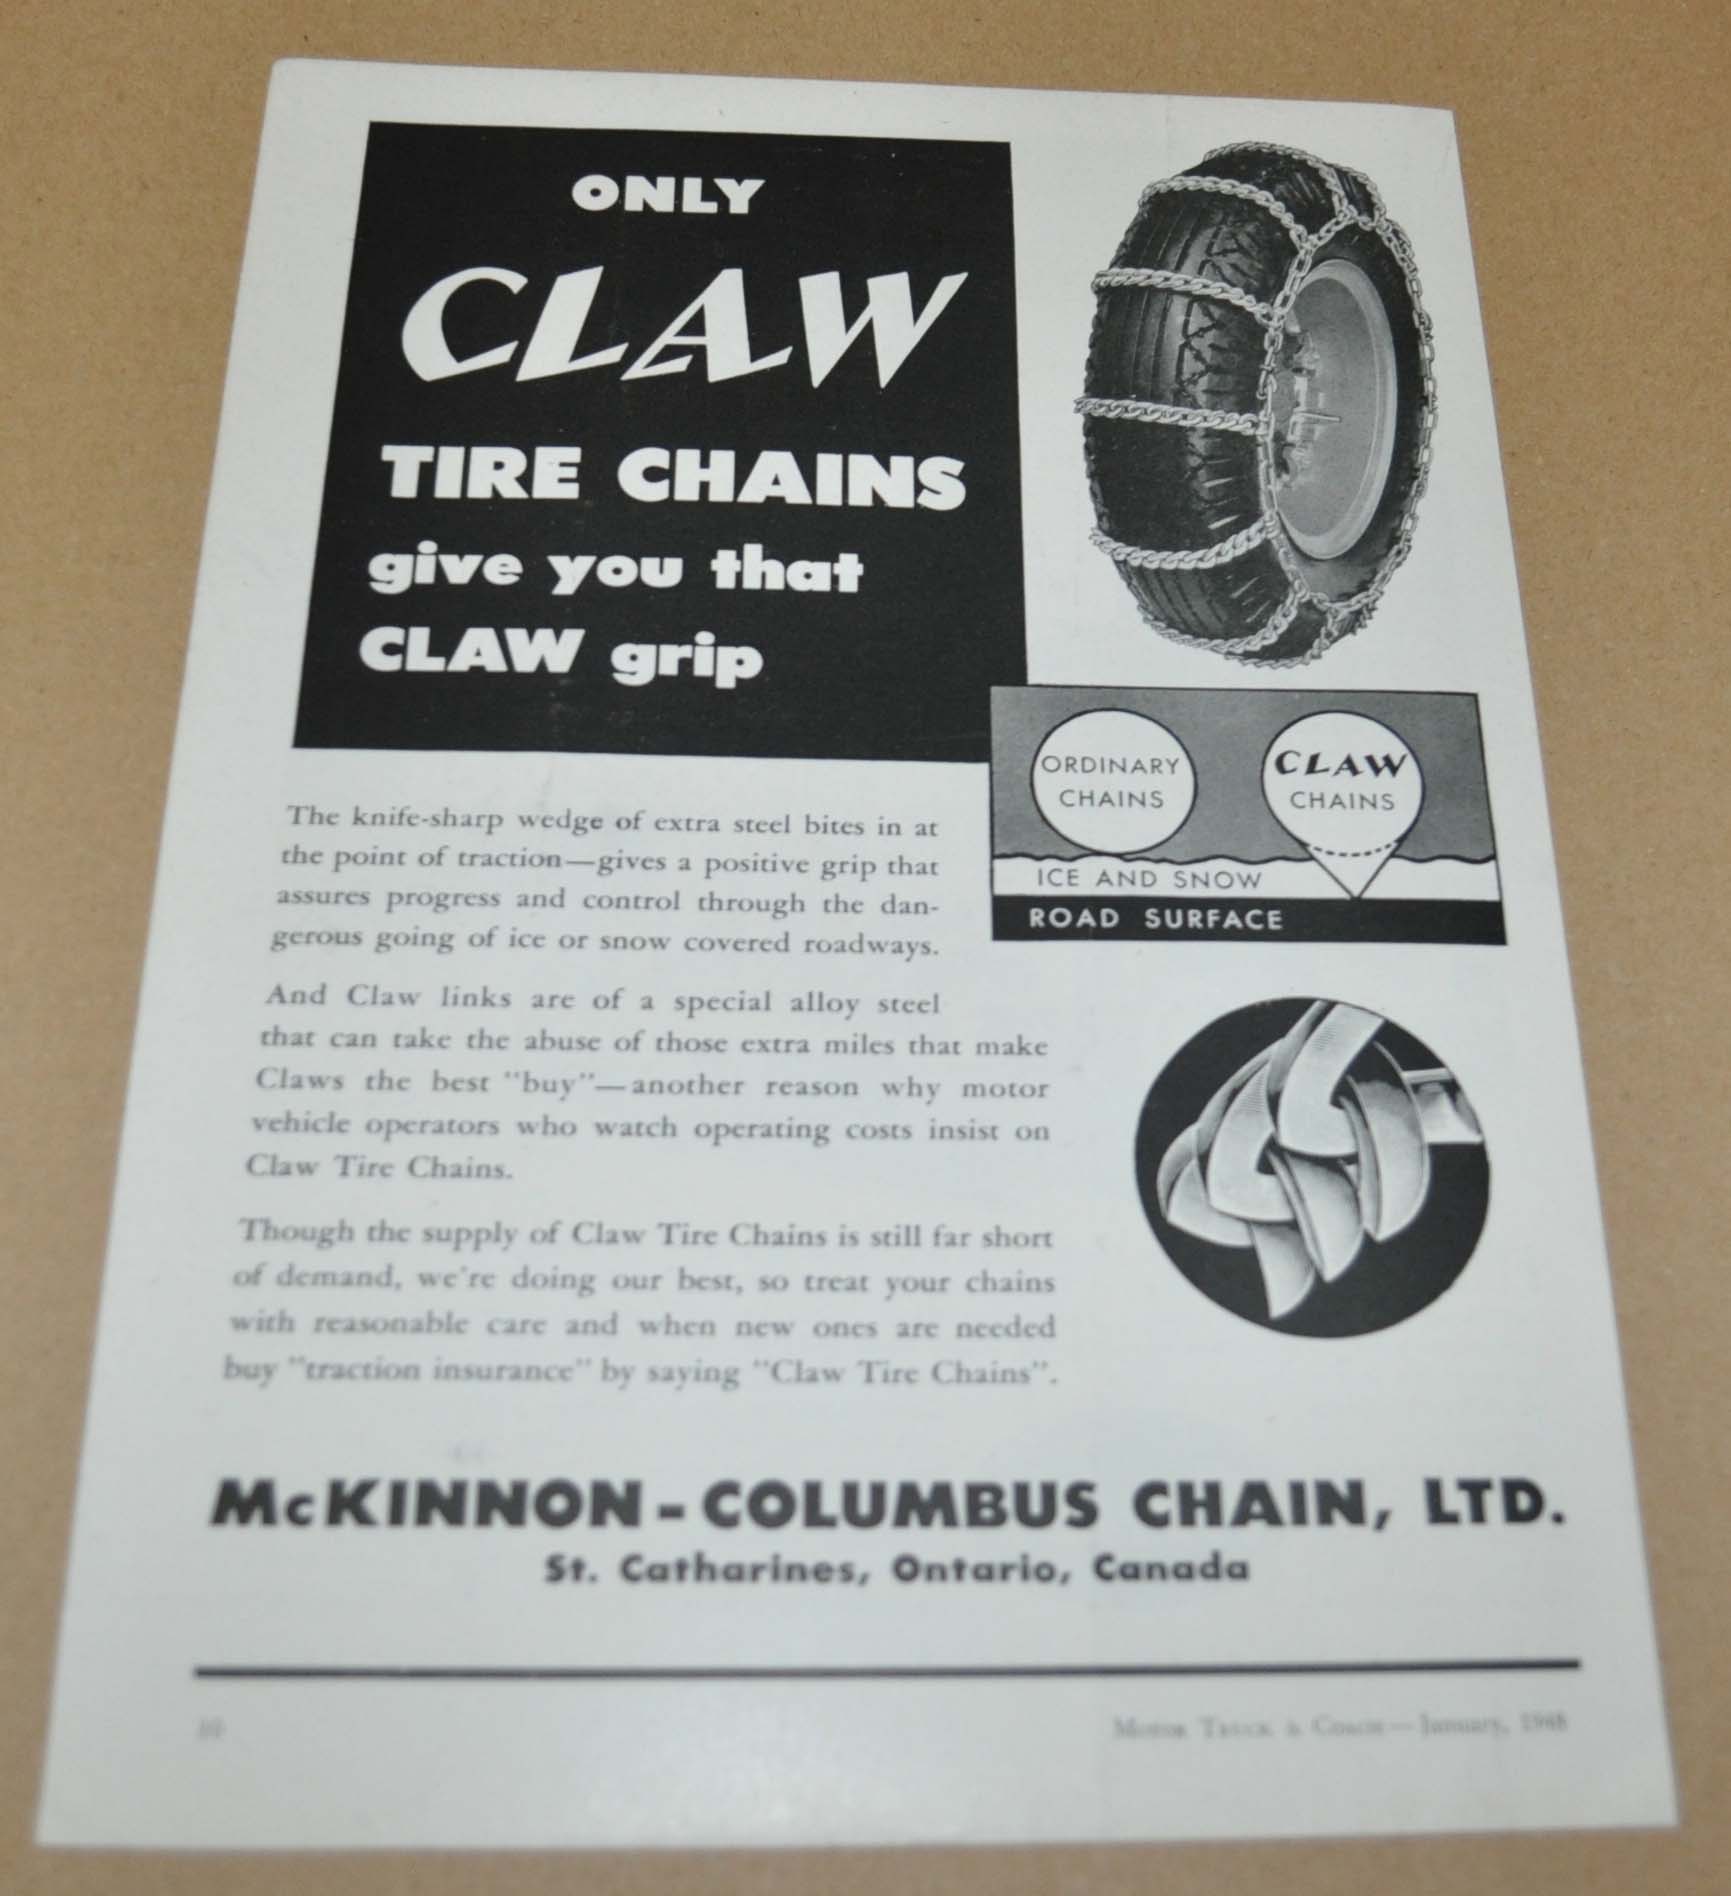 ONLY
CLAW
TIRE CHAINS
give you that
CLAW grip
ORDINARY
CHAINS
CLAW
CHAINS
ICE AND SNOW
ROAD SURFACE
The knife-sharp wedge of extra steel bites in at
the point of traction—gives a positive grip that
assures progress and control through the dan-
gerous going of ice or snow covered roadways.
And Claw links are of a special alloy steel
that can take the abuse of those extra miles that make
Claws the best "buy"—another reason why motor
vehicle operators who watch operating costs insist on
Claw Tire Chains.
Though the supply of Claw Tire Chains is still far short
of demand, we're doing our best, so treat your chains
with reasonable care and when new ones are needed
buy "traction insurance" by saying "Claw Tire Chains".
McKINNON-COLUMBUS CHAIN, LTD.
St. Catharines, Ontario, Canada
10
MOTOR TRUCK & COACH—January, 1948